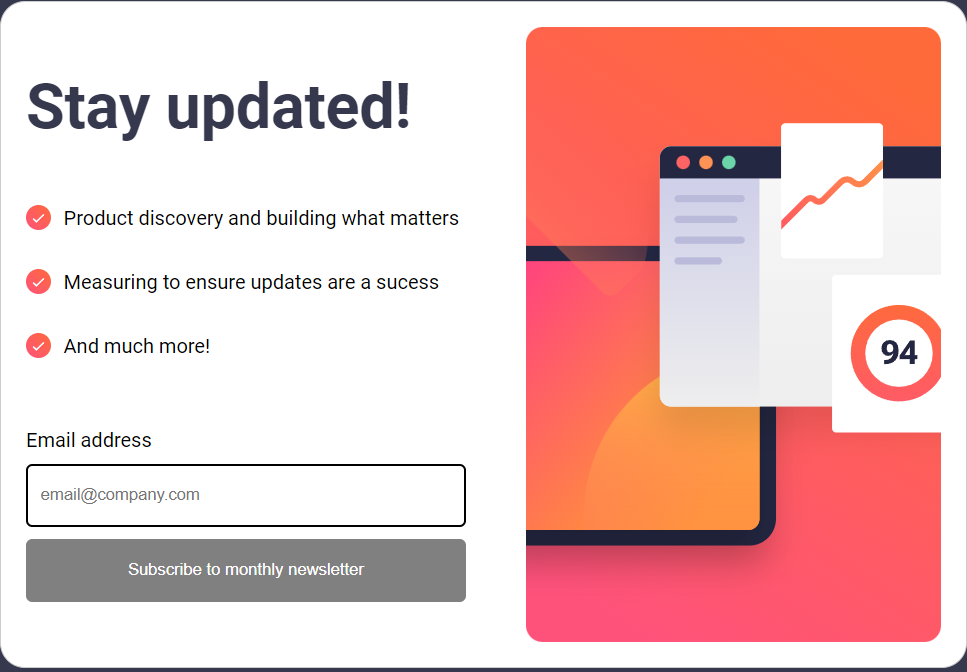 Stay updated!
Product discovery and building what matters
Measuring to ensure updates are a sucess
And much more!
Email address
email@company.com
Subscribe to monthly newsletter
94